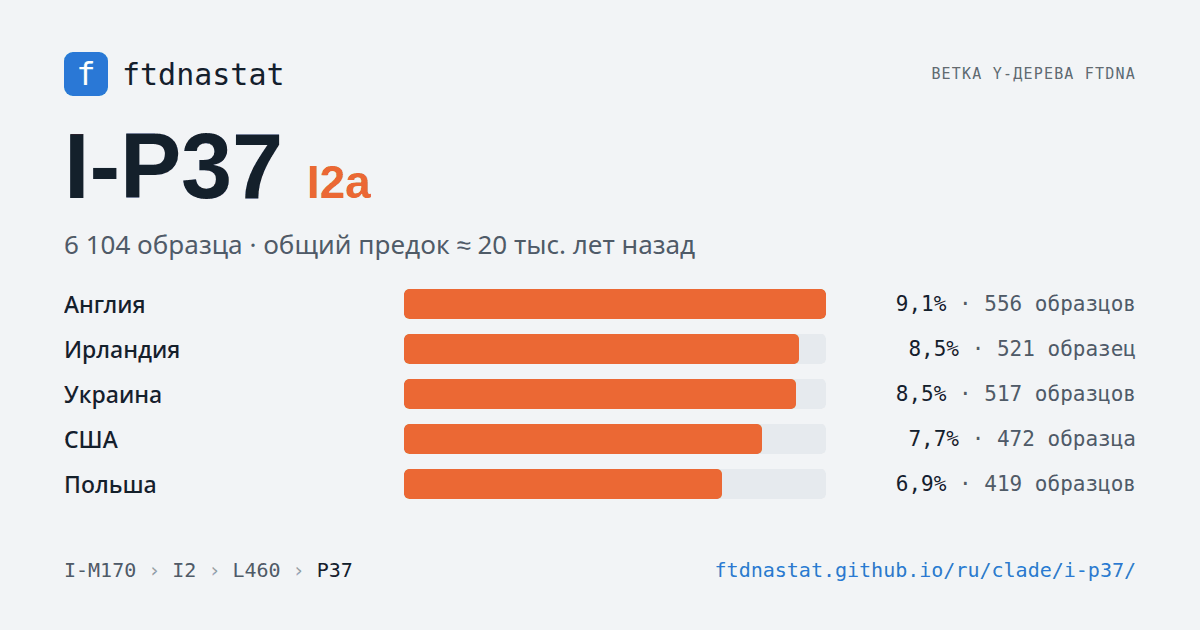 f ftdnastat
ВЕТКА Y-ДЕРЕВА FTDNA
I-P37 I2a
6 104 образца · общий предок ≈ 20 тыс. лет назад
Англия 9,1% · 556 образцов
Ирландия 8,5% · 521 образец
Украина 8,5% · 517 образцов
США 7,7% · 472 образца
Польша 6,9% · 419 образцов
I-M170 › I2 › L460 › P37
ftdnastat.github.io/ru/clade/i-p37/